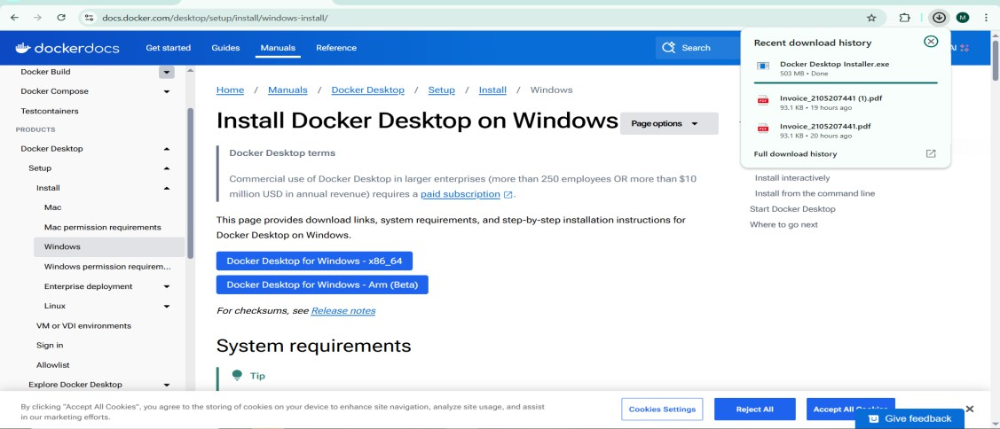 docs.docker.com/desktop/setup/install/windows-install/
M
dockerdocs
Get started
Guides
Manuals
Reference
Search
AI
Recent download history
Docker Desktop Installer.exe
503 MB • Done
Invoice_2105207441 (1).pdf
93.1 KB • 19 hours ago
Invoice_2105207441.pdf
93.1 KB • 20 hours ago
Full download history
PDF
PDF
Docker Build
Docker Compose
Testcontainers
PRODUCTS
Docker Desktop
Setup
Install
Mac
Mac permission requirements
Windows
Windows permission requirem...
Enterprise deployment
Linux
VM or VDI environments
Sign in
Allowlist
Explore Docker Desktop
Home / Manuals / Docker Desktop / Setup / Install / Windows
Install Docker Desktop on Windows
Page options
Docker Desktop terms
Commercial use of Docker Desktop in larger enterprises (more than 250 employees OR more than $10
million USD in annual revenue) requires a paid subscription.
This page provides download links, system requirements, and step-by-step installation instructions for
Docker Desktop on Windows.
Docker Desktop for Windows - x86_64
Docker Desktop for Windows - Arm (Beta)
For checksums, see Release notes
System requirements
Tip
Install interactively
Install from the command line
Start Docker Desktop
Where to go next
By clicking "Accept All Cookies", you agree to the storing of cookies on your device to enhance site navigation, analyze site usage, and assist
in our marketing efforts.
Cookies Settings
Reject All
Accept All
Give feedback